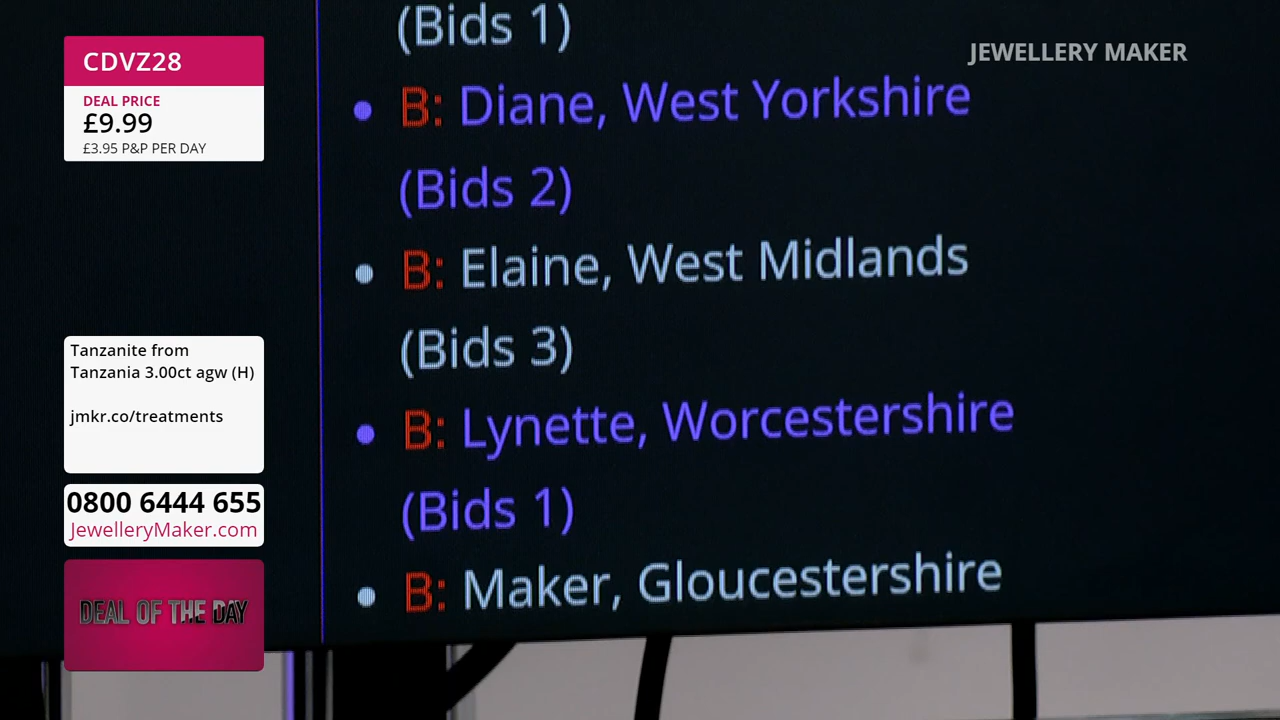 CDVZ28
DEAL PRICE
£9.99
£3.95 P&P PER DAY
Tanzanite from
Tanzania 3.00ct agw (H)
jmkr.co/treatments
0800 6444 655
JewelleryMaker.com
DEAL OF THE DAY
JEWELLERY MAKER
(Bids 1)
• B: Diane, West Yorkshire
(Bids 2)
• B: Elaine, West Midlands
(Bids 3)
• B: Lynette, Worcestershire
(Bids 1)
• B: Maker, Gloucestershire